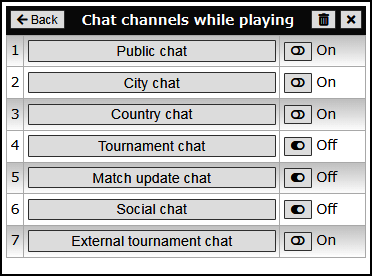 Back Chat channels while playing
1 Public chat On
2 City chat On
3 Country chat On
4 Tournament chat Off
5 Match update chat Off
6 Social chat Off
7 External tournament chat On